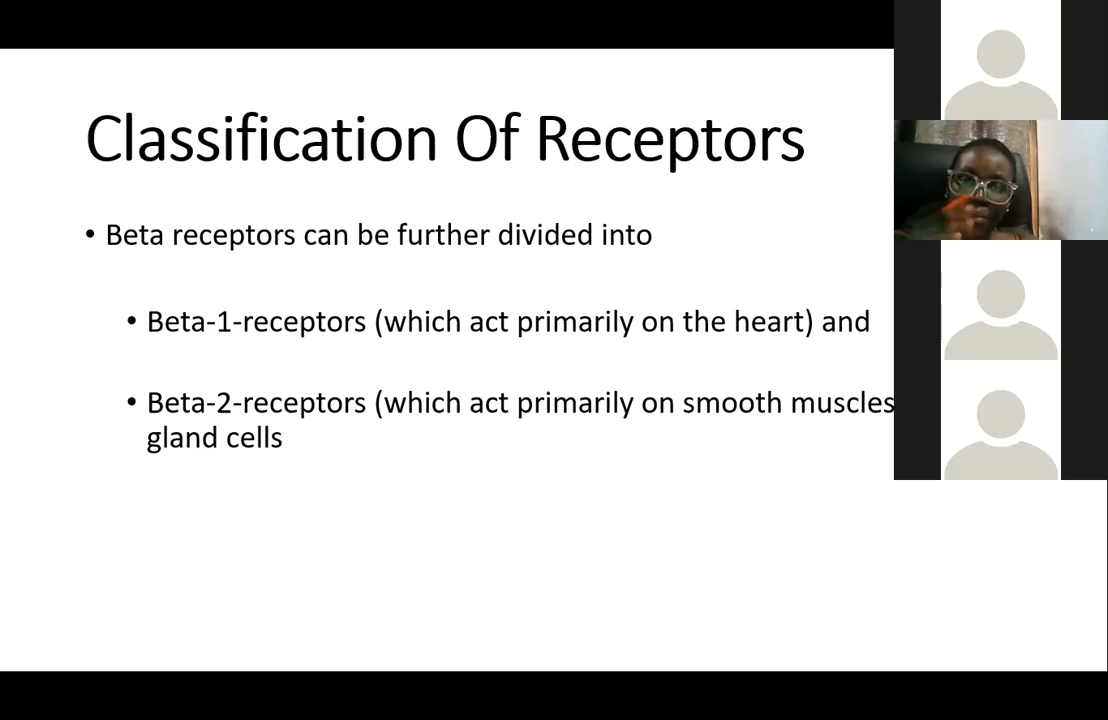 Classification Of Receptors
• Beta receptors can be further divided into
• Beta-1-receptors (which act primarily on the heart) and
• Beta-2-receptors (which act primarily on smooth muscles
gland cells